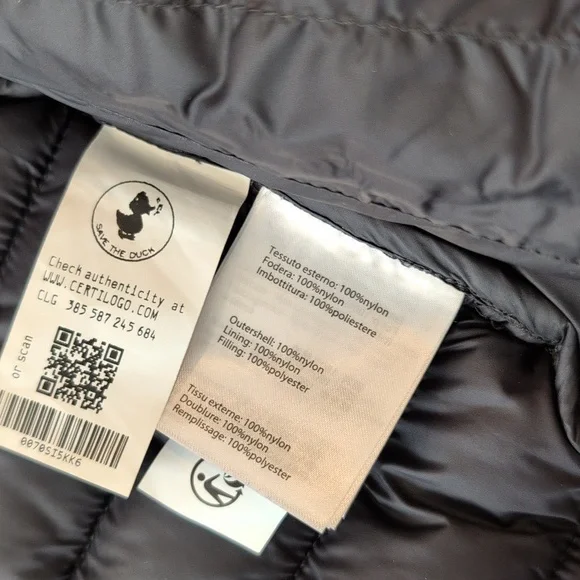 SAVE THE DUCK
Check authenticity at
WWW.CERTILOGO.COM
CLG 385 587 245 684
or scan
0070SI5KK6
Tessuto esterno: 100%nylon
Fodera: 100%nylon
Imbottitura: 100%poliestere
Outershell: 100%nylon
Lining: 100%nylon
Filling: 100%polyester
Tissu externe: 100%nylon
Doublure: 100%nylon
Remplissage: 100%polyester